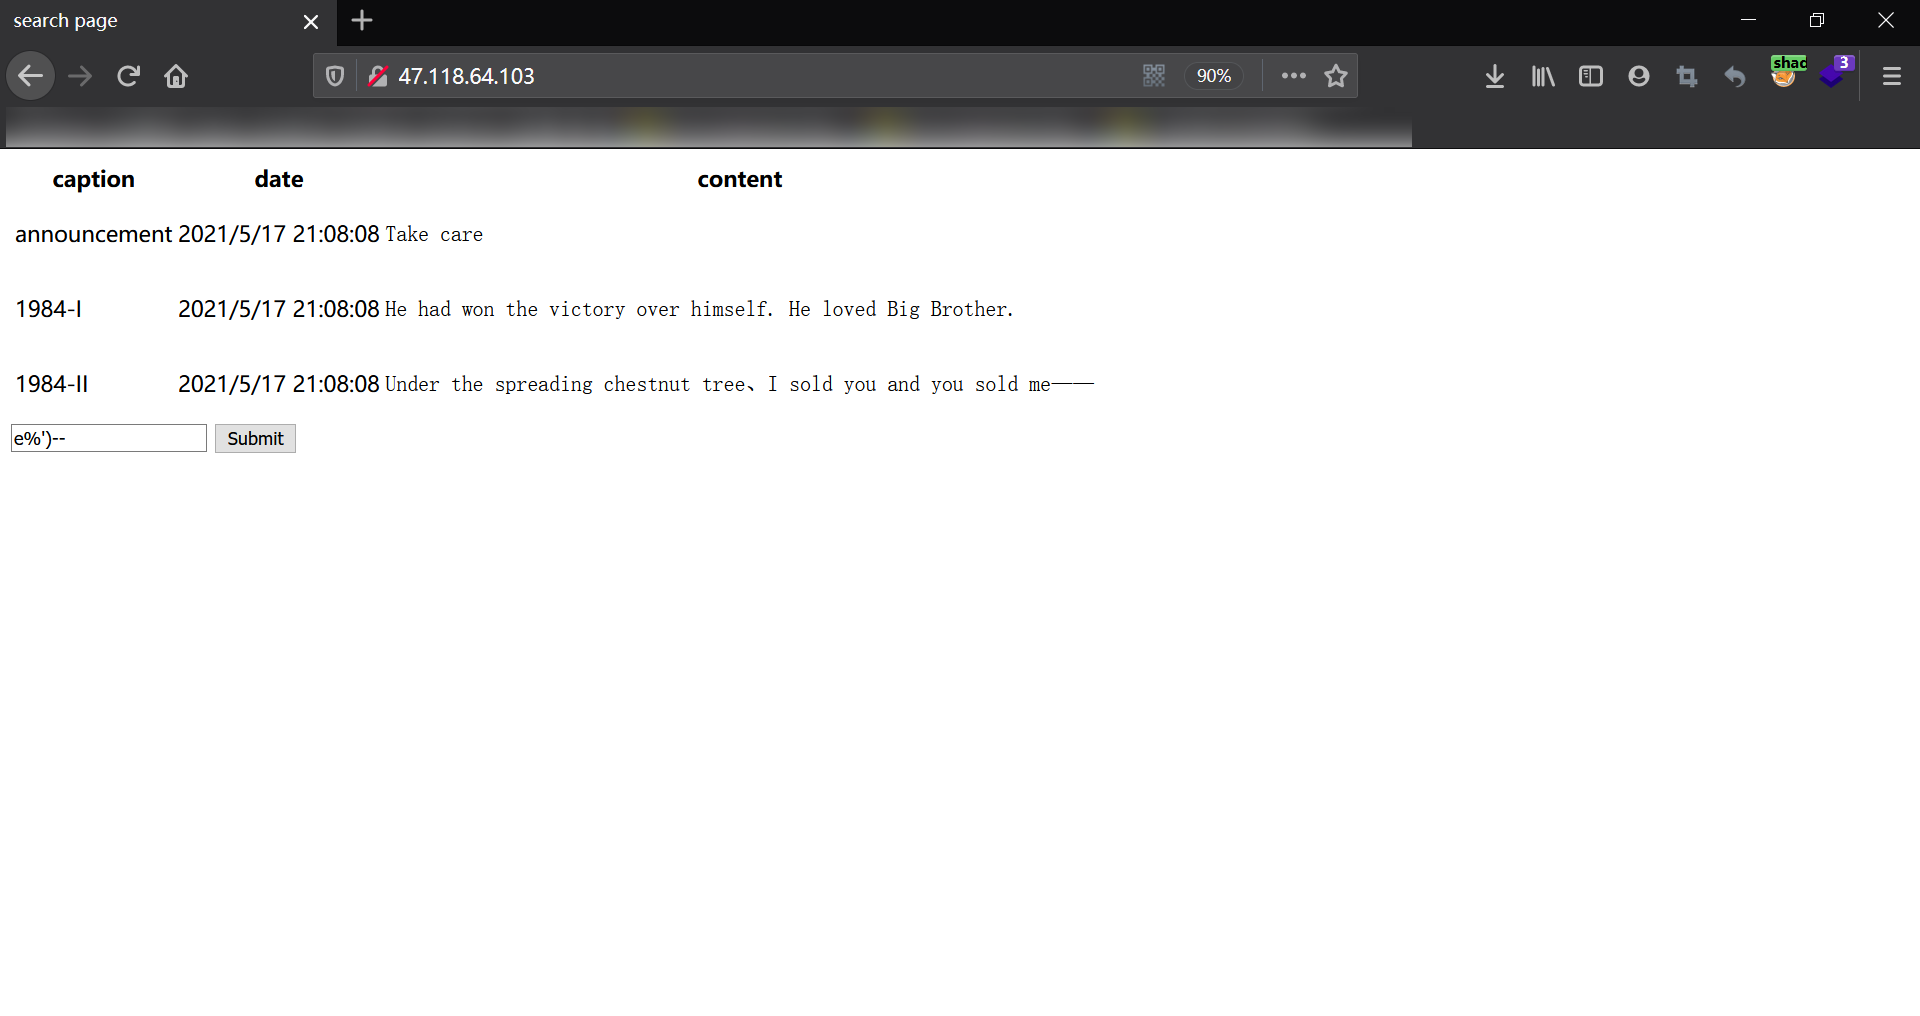 search page
47.118.64.103 90%
shad 3
caption date content
announcement 2021/5/17 21:08:08 Take care
1984-I 2021/5/17 21:08:08 He had won the victory over himself. He loved Big Brother.
1984-II 2021/5/17 21:08:08 Under the spreading chestnut tree、I sold you and you sold me——
e%')-- Submit